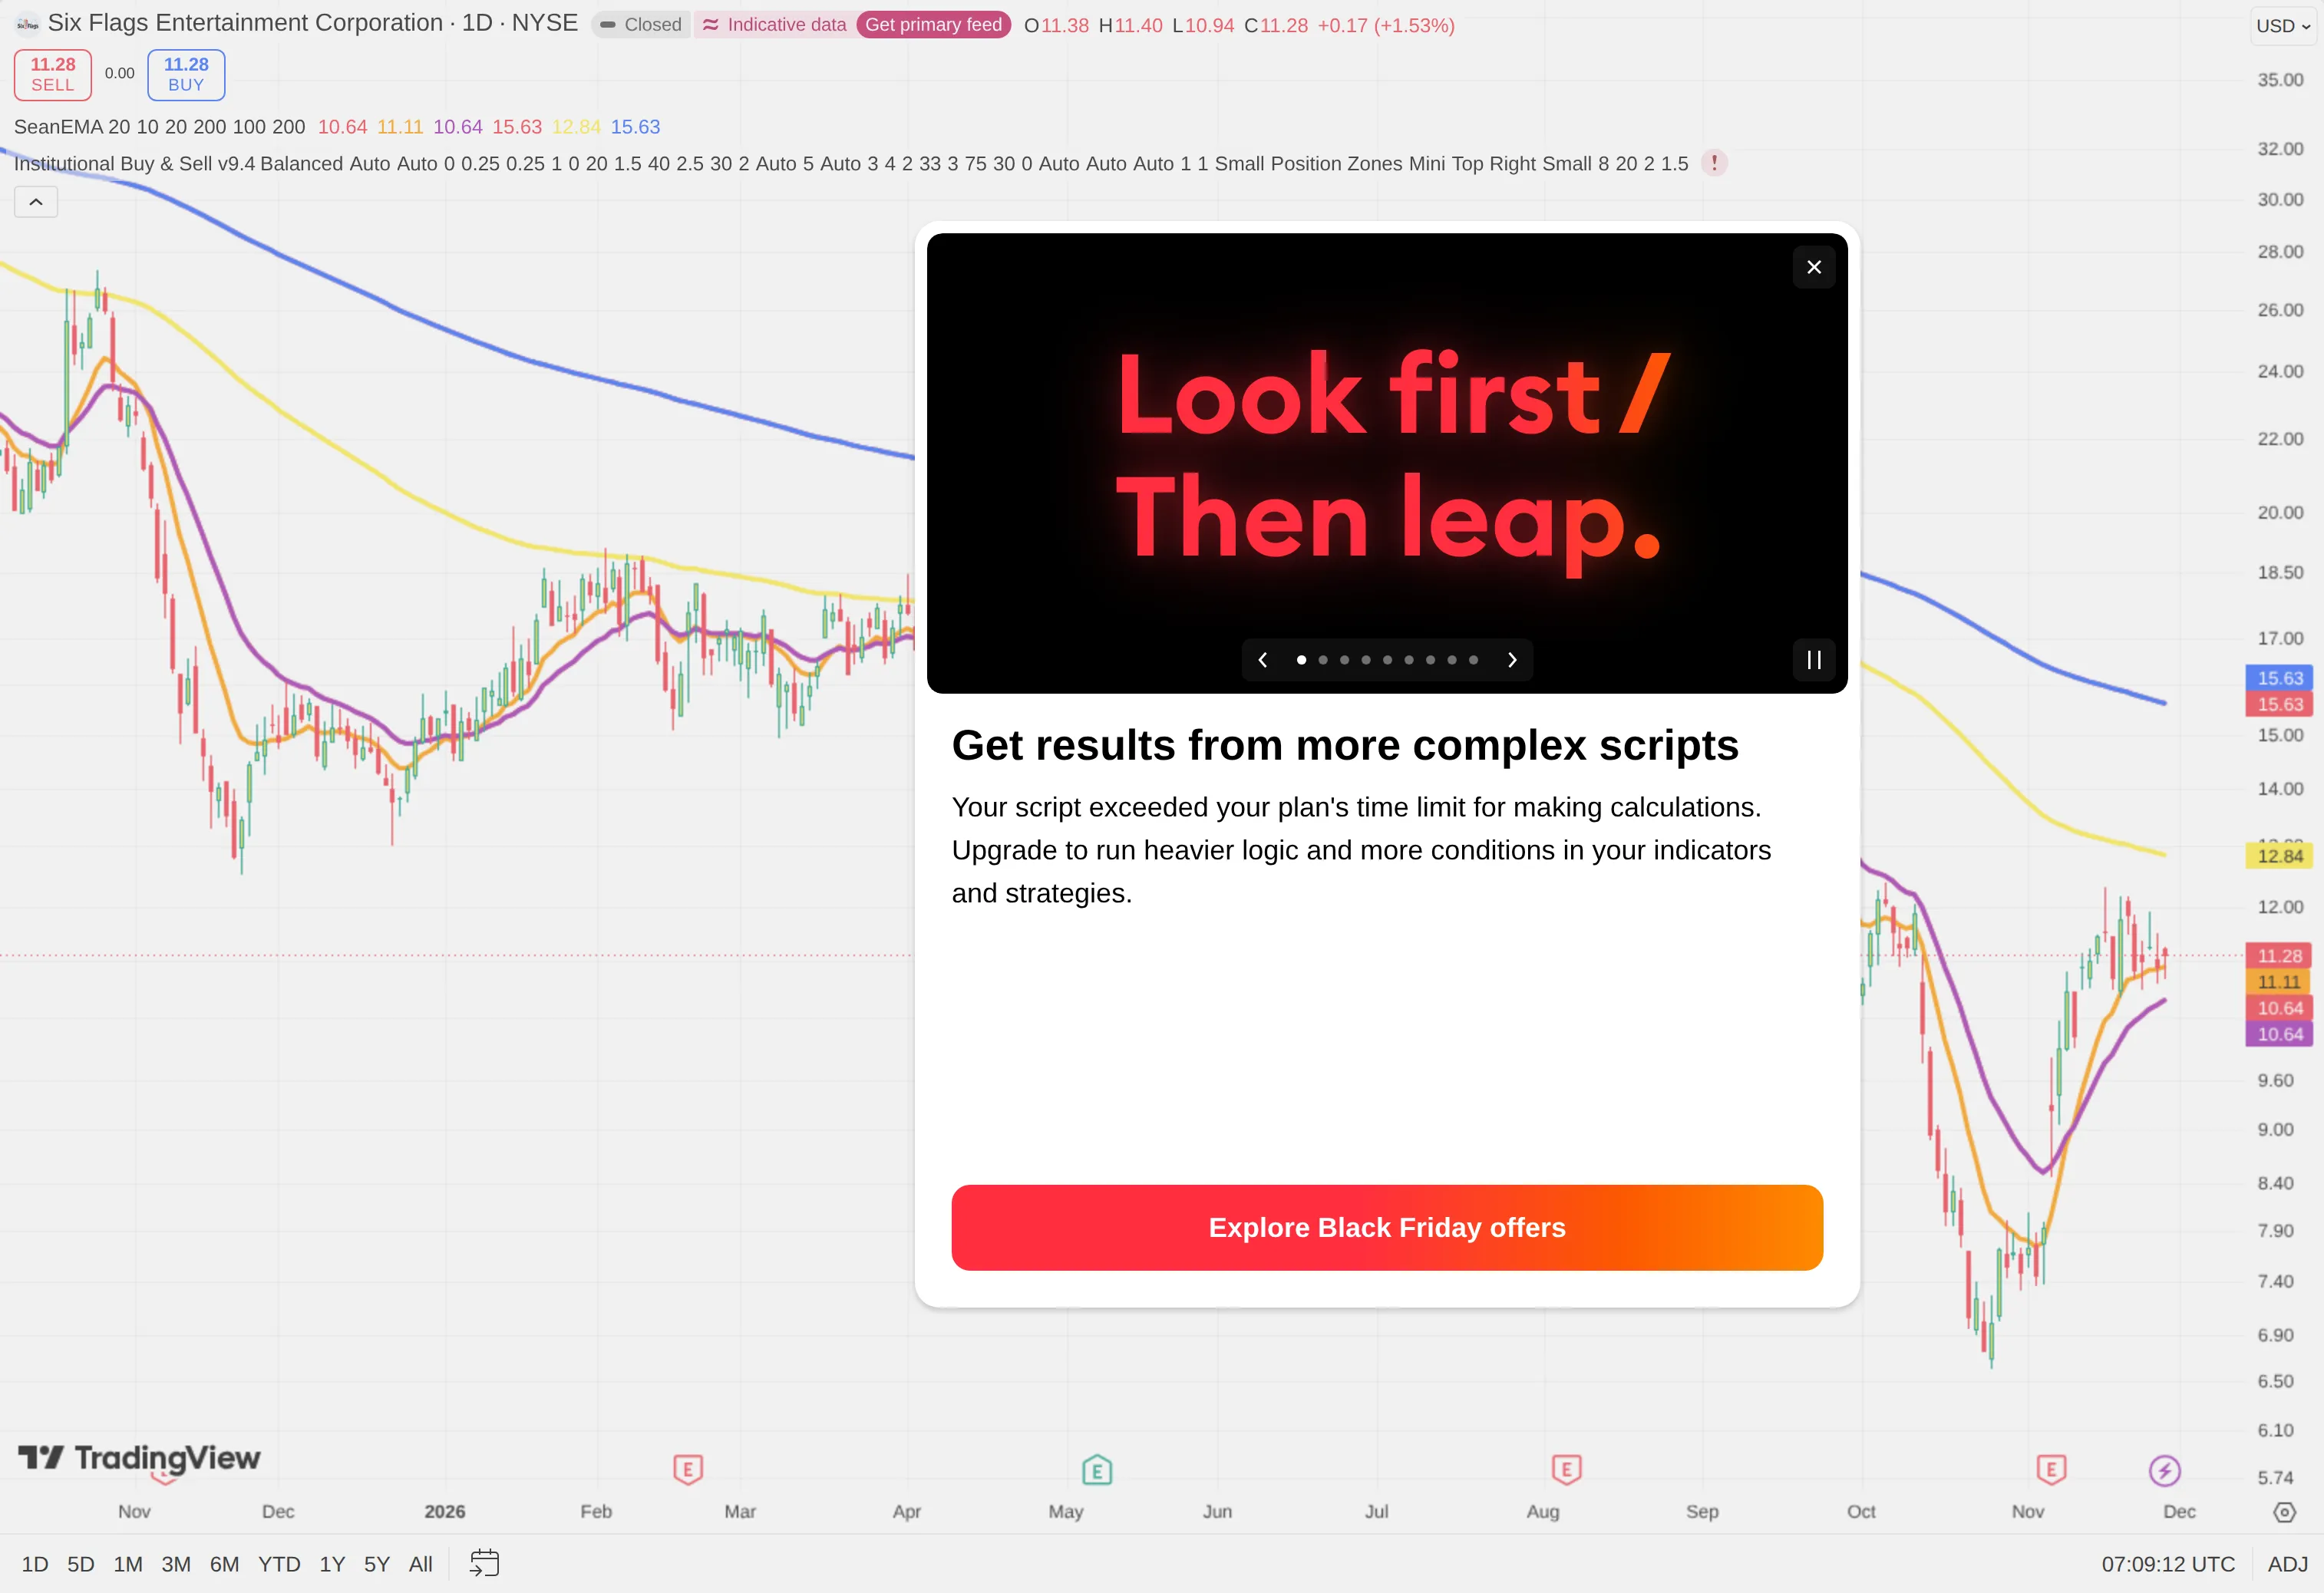 Six Flags Entertainment Corporation · 1D · NYSE Closed Indicative data Get primary feed O11.38 H11.40 L10.94 C11.28 +0.17 (+1.53%)
USD
11.28 SELL 0.00 11.28 BUY
SeanEMA 20 10 20 200 100 200 10.64 11.11 10.64 15.63 12.84 15.63
Institutional Buy & Sell v9.4 Balanced Auto Auto 0 0.25 0.25 1 0 20 1.5 40 2.5 30 2 Auto 5 Auto 3 4 2 33 3 75 30 0 Auto Auto Auto 1 1 Small Position Zones Mini Top Right Small 8 20 2 1.5 !
Look first /
Then leap.
Get results from more complex scripts
Your script exceeded your plan's time limit for making calculations.
Upgrade to run heavier logic and more conditions in your indicators
and strategies.
Explore Black Friday offers
35.00
32.00
30.00
28.00
26.00
24.00
22.00
20.00
18.50
17.00
15.63
15.63
15.00
14.00
12.84
12.00
11.28
11.11
10.64
10.64
9.60
9.00
8.40
7.90
7.40
6.90
6.50
6.10
5.74
TradingView
E E E E
Nov Dec 2026 Feb Mar Apr May Jun Jul Aug Sep Oct Nov Dec
1D 5D 1M 3M 6M YTD 1Y 5Y All 07:09:12 UTC ADJ